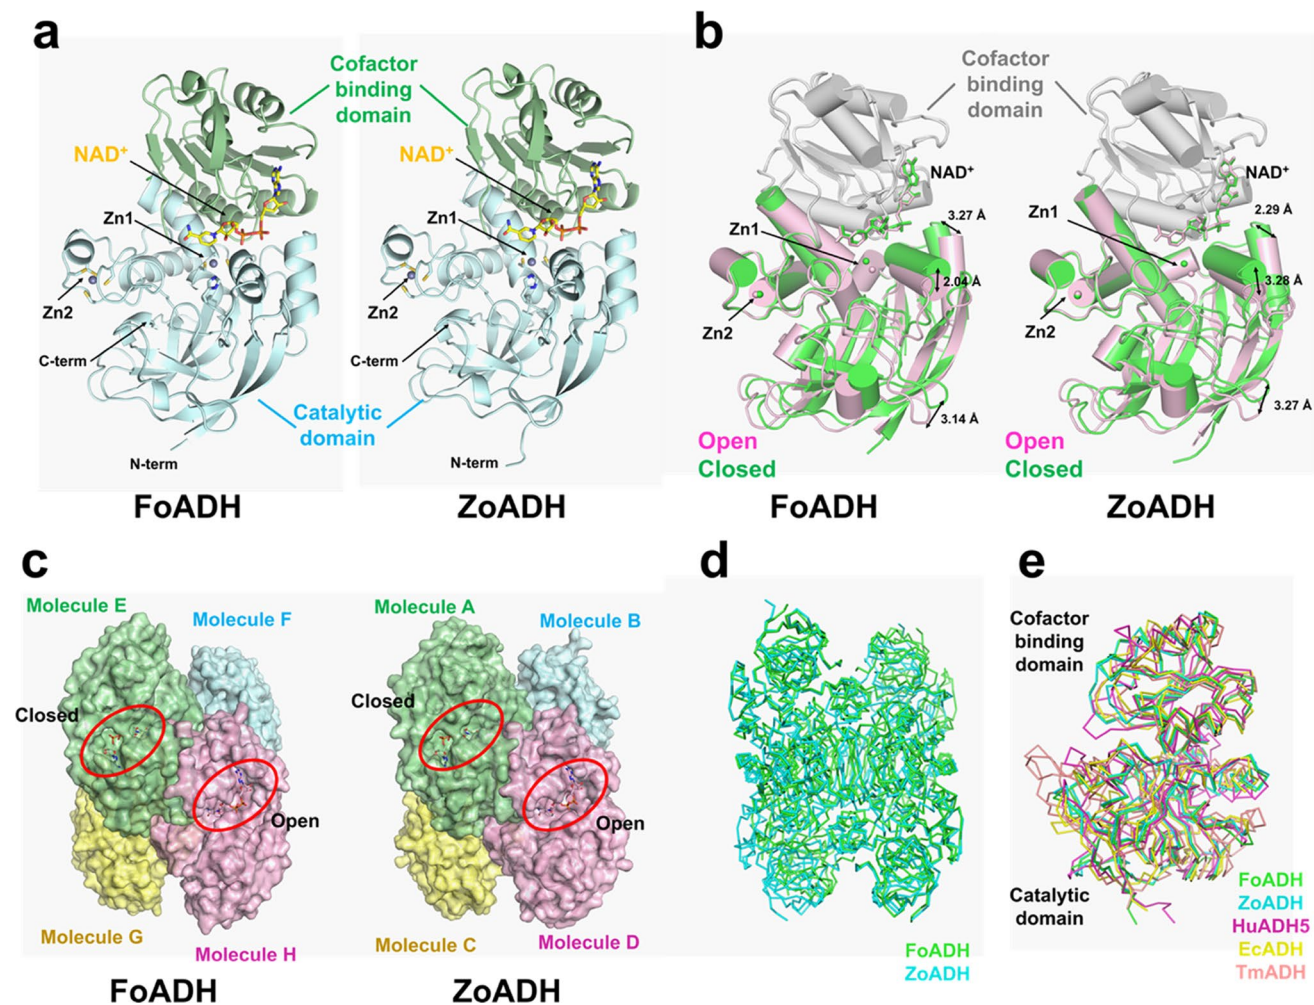 a
Cofactor
binding
domain
NAD⁺
NAD⁺
Zn1
Zn1
Zn2
Zn2
C-term
C-term
Catalytic
domain
N-term
N-term
FoADH
ZoADH
b
Cofactor
binding
domain
NAD⁺
NAD⁺
Zn1
Zn1
3.27 Å
2.29 Å
2.04 Å
3.28 Å
Zn2
Zn2
3.14 Å
3.27 Å
Open
Closed
Open
Closed
FoADH
ZoADH
c
Molecule E
Molecule F
Molecule A
Molecule B
Closed
Open
Closed
Open
Molecule G
Molecule H
Molecule C
Molecule D
FoADH
ZoADH
d
FoADH
ZoADH
e
Cofactor
binding
domain
Catalytic
domain
FoADH
ZoADH
HuADH5
EcADH
TmADH